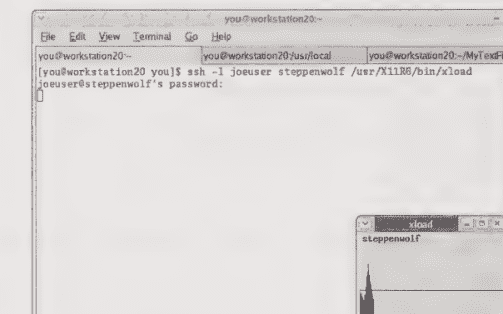 you@workstation20:~
File Edit View Terminal Go Help
you@workstation20:~ you@workstation20:/usr/local you@workstation20:~/MyTextFi
[you@workstation20 you]$ ssh -l joeuser steppenwolf /usr/X11R6/bin/xload
joeuser@steppenwolf's password:
xload
steppenwolf